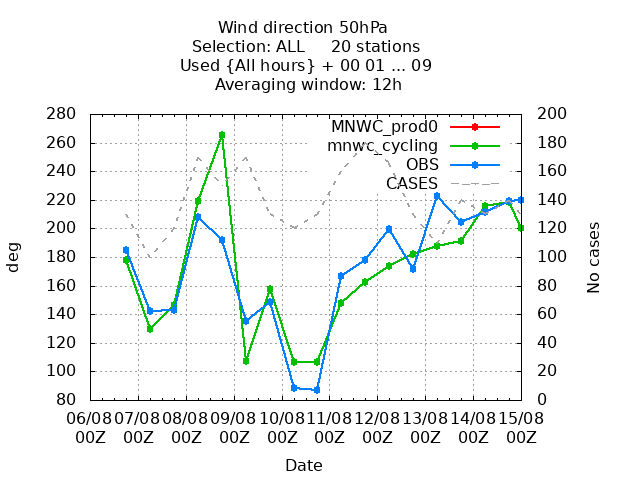 Wind direction 50hPa
Selection: ALL 20 stations
Used {All hours} + 00 01 ... 09
Averaging window: 12h
MNWC_prod0
mnwc_cycling
OBS
CASES
280
260
240
220
200
180
160
140
120
100
80
deg
200
180
160
140
120
100
80
60
40
20
0
No cases
06/08 07/08 08/08 09/08 10/08 11/08 12/08 13/08 14/08 15/08
00Z 00Z 00Z 00Z 00Z 00Z 00Z 00Z 00Z 00Z
Date